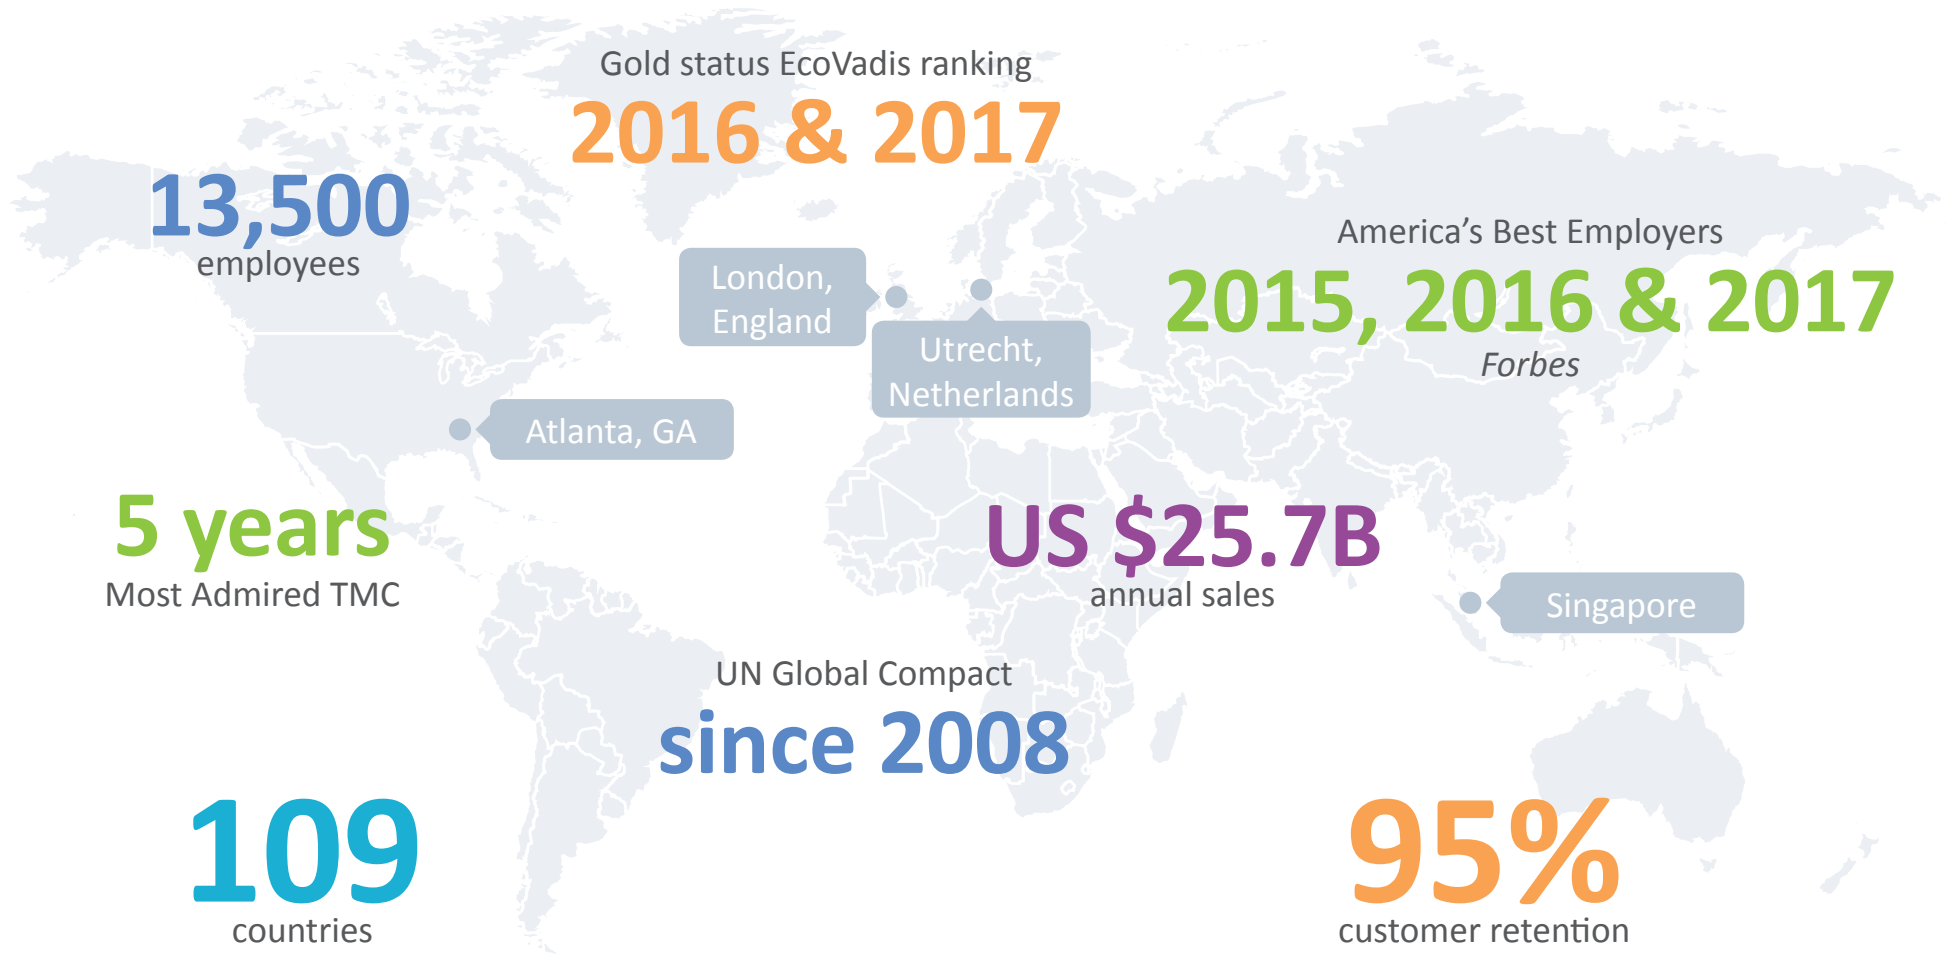 Gold status EcoVadis ranking
2016 & 2017
13,500
employees
America’s Best Employers
2015, 2016 & 2017
Forbes
London,
England
Utrecht,
Netherlands
Atlanta, GA
5 years
Most Admired TMC
US $25.7B
annual sales
Singapore
UN Global Compact
since 2008
109
countries
95%
customer retention